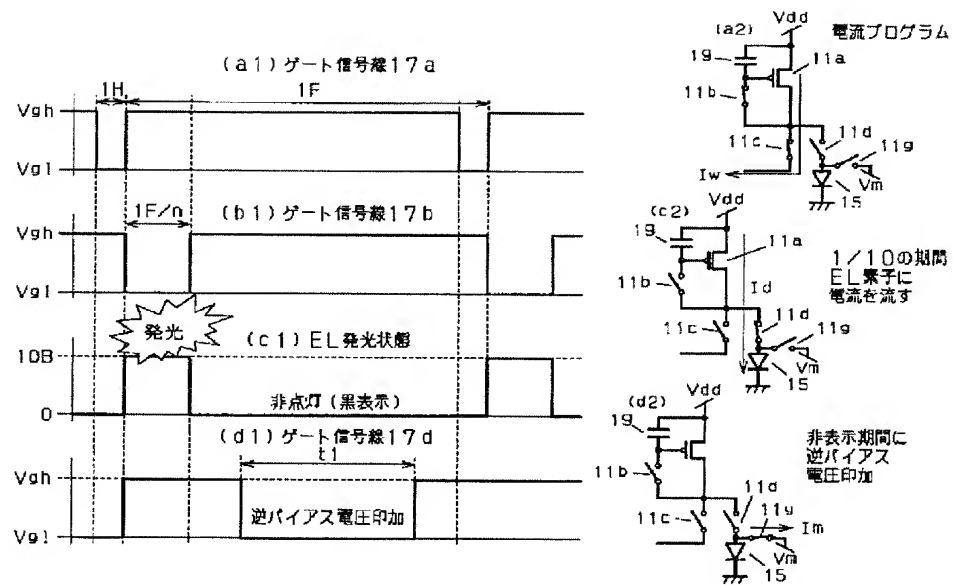 (a1)ゲート信号線17a
1H
1F
Vgh
Vgl
(b1)ゲート信号線17b
1F/n
Vgh
Vgl
発光
(c1)EL発光状態
10B
0
非点灯(黒表示)
(d1)ゲート信号線17d
t1
Vgh
Vgl
逆バイアス電圧印加
(a2)
Vdd
電流プログラム
19
11a
11b
11c
11d
11g
Iw
Vm
15
(c2)
Vdd
19
11a
1/10の期間
EL素子に
電流を流す
11b
Id
11c
11d
11g
Vm
15
(d2)
Vdd
19
非表示期間に
逆バイアス
電圧印加
11b
11c
11d
11g
Im
Vm
15